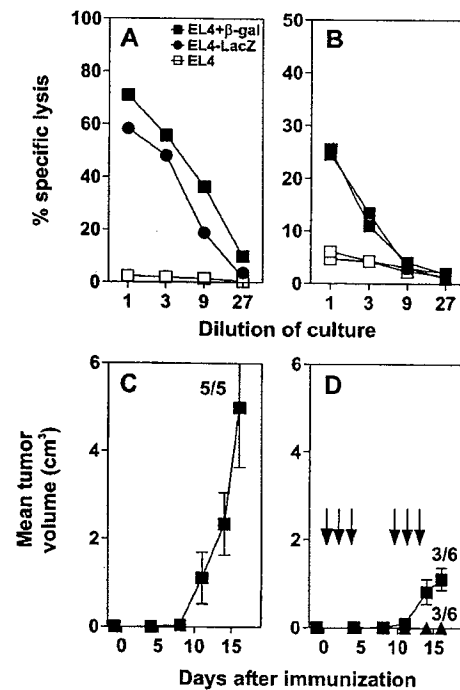 A
EL4+β-gal
EL4-LacZ
EL4
B
100
80
60
40
20
0
50
40
30
20
10
0
% specific lysis
1 3 9 27
1 3 9 27
Dilution of culture
C
5/5
D
6
4
2
0
6
4
2
0
Mean tumor
volume (cm³)
3/6
3/6
0 5 10 15
0 5 10 15
Days after immunization